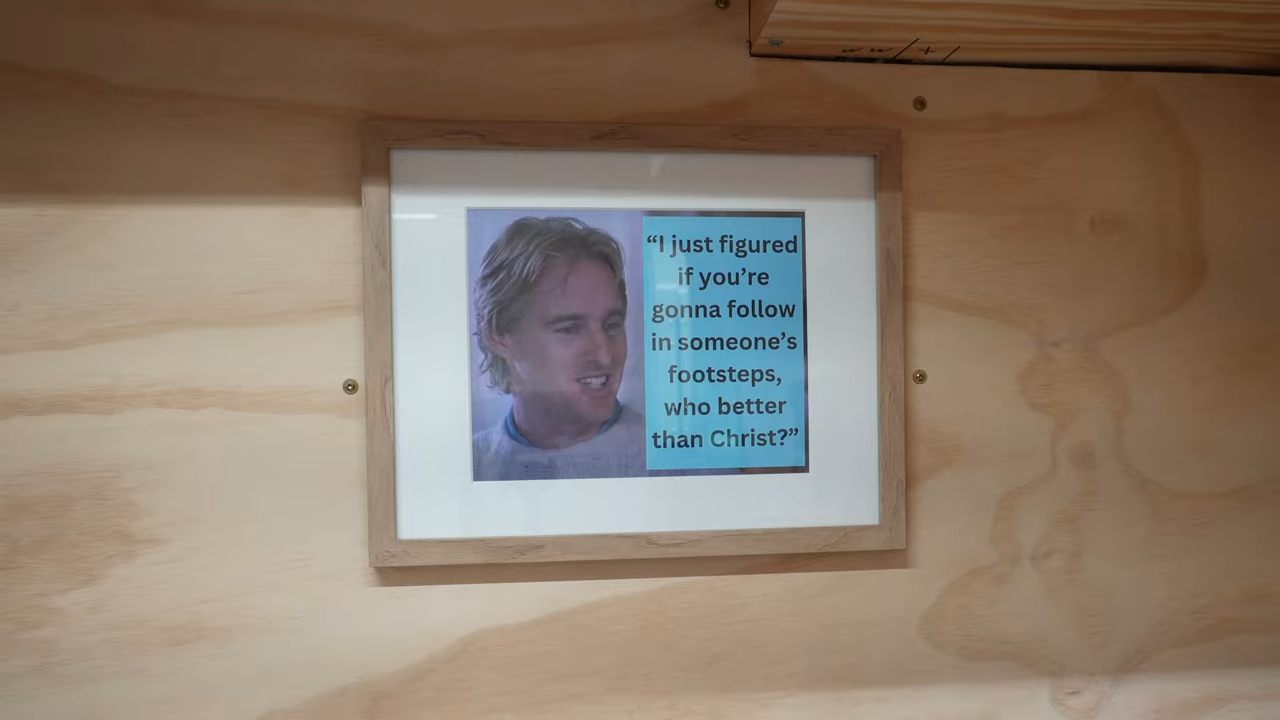 “I just figured
if you’re
gonna follow
in someone’s
footsteps,
who better
than Christ?”